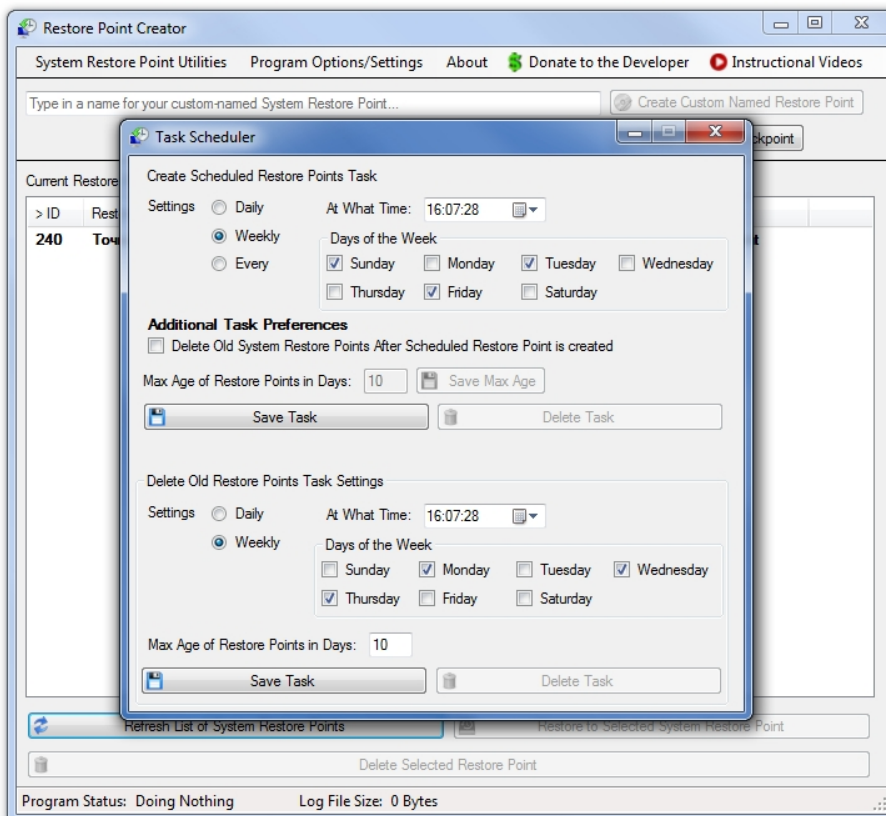 Restore Point Creator
System Restore Point Utilities Program Options/Settings About Donate to the Developer Instructional Videos
Type in a name for your custom-named System Restore Point... Create Custom Named Restore Point
Task Scheduler
Create Scheduled Restore Points Task
Current Restore
Settings Daily At What Time: 16:07:28
> ID
Weekly Days of the Week
240
Every Sunday Monday Tuesday Wednesday
Thursday Friday Saturday
Additional Task Preferences
Delete Old System Restore Points After Scheduled Restore Point is created
Max Age of Restore Points in Days: 10 Save Max Age
Save Task Delete Task
Delete Old Restore Points Task Settings
Settings Daily At What Time: 16:07:28
Weekly Days of the Week
Sunday Monday Tuesday Wednesday
Thursday Friday Saturday
Max Age of Restore Points in Days: 10
Save Task Delete Task
Refresh List of System Restore Points Restore to Selected System Restore Point
Delete Selected Restore Point
Program Status: Doing Nothing Log File Size: 0 Bytes